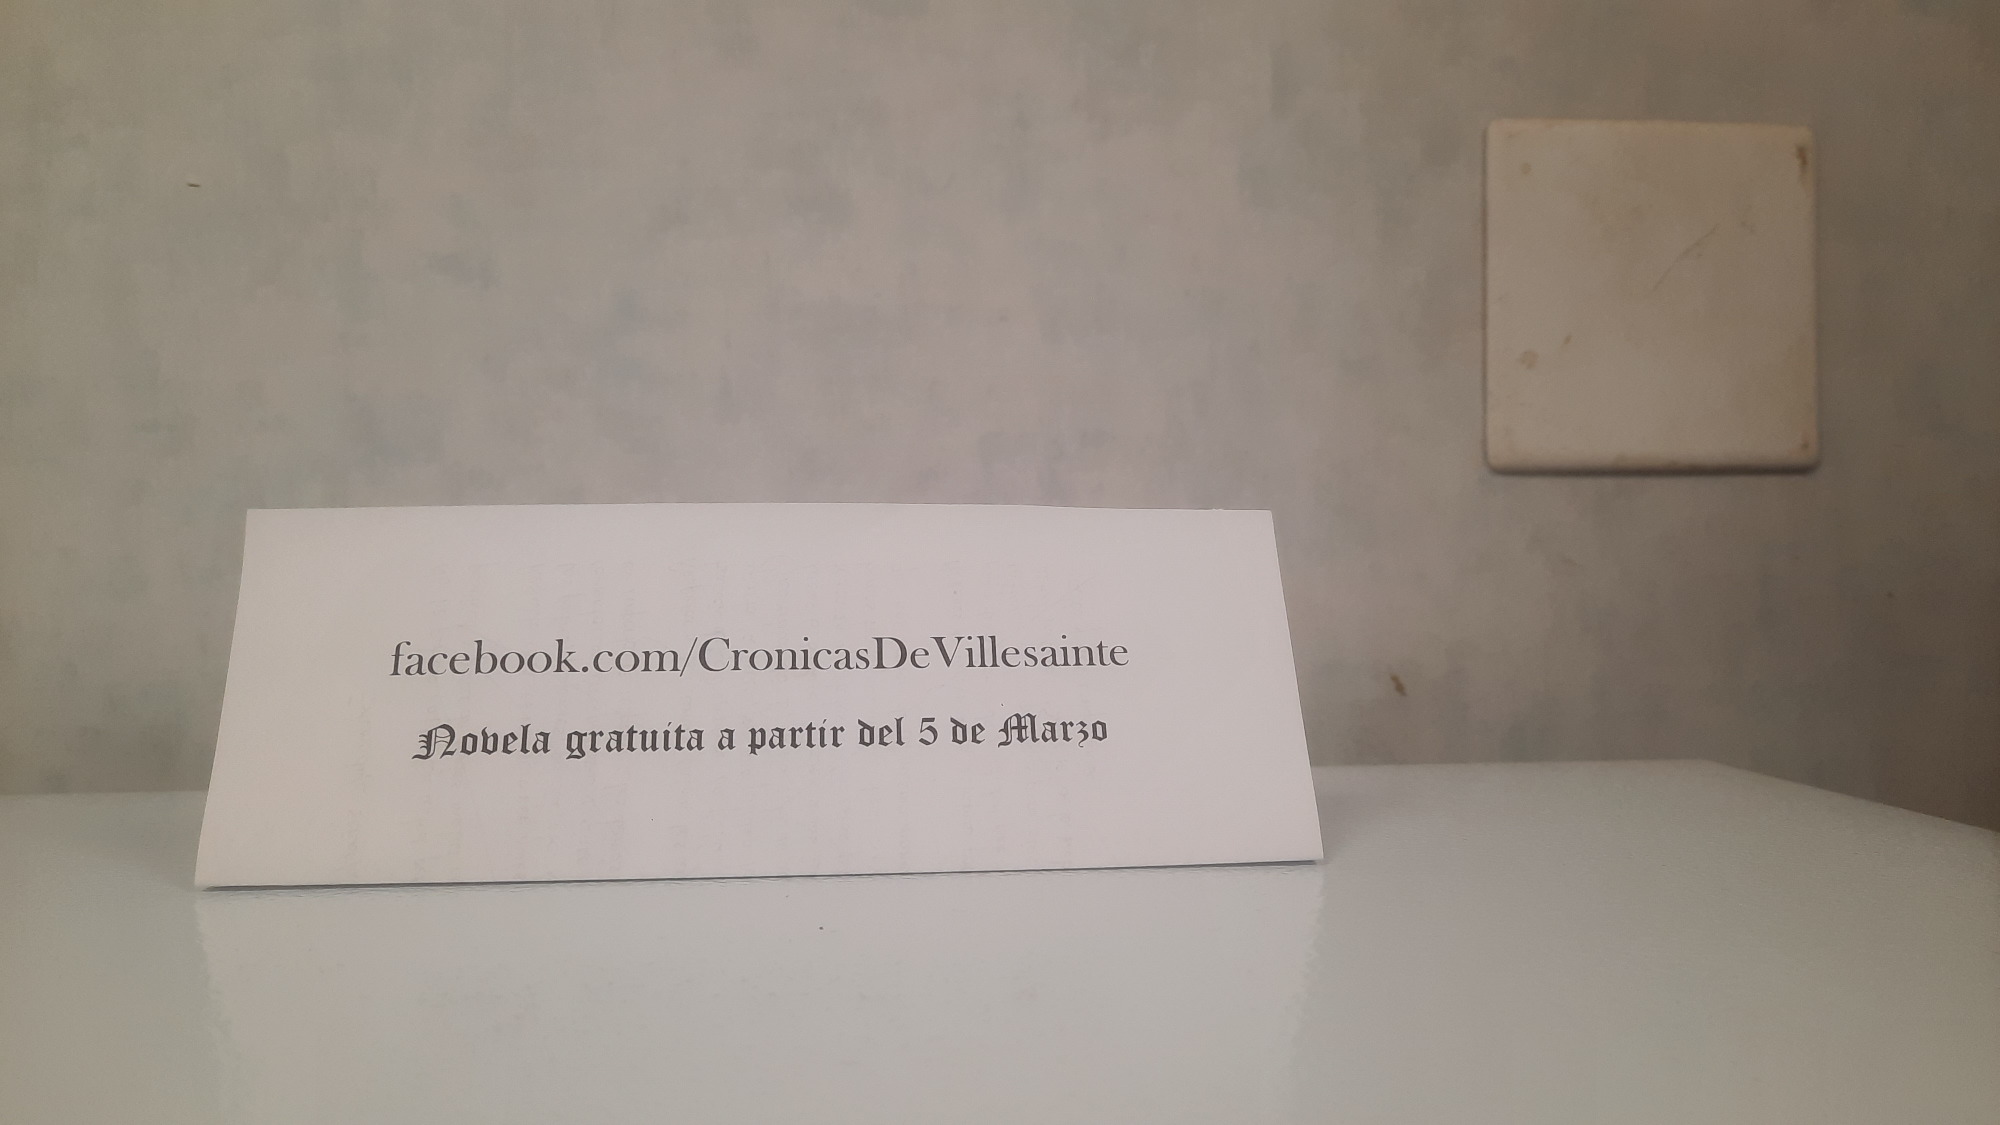 facebook.com/CronicasDeVillesainte
Novela gratuita a partir del 5 de Marzo